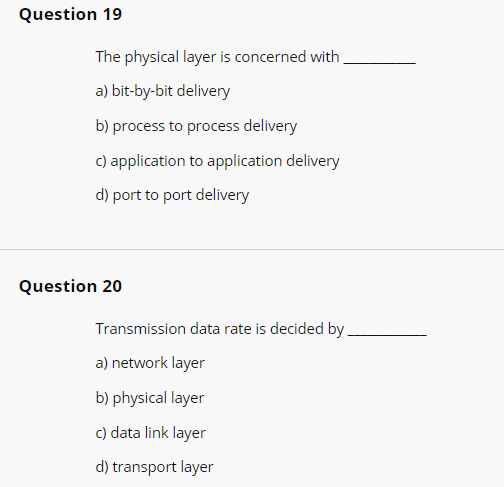 Question 19
The physical layer is concerned with ___________
a) bit-by-bit delivery
b) process to process delivery
c) application to application delivery
d) port to port delivery
Question 20
Transmission data rate is decided by ____________
a) network layer
b) physical layer
c) data link layer
d) transport layer